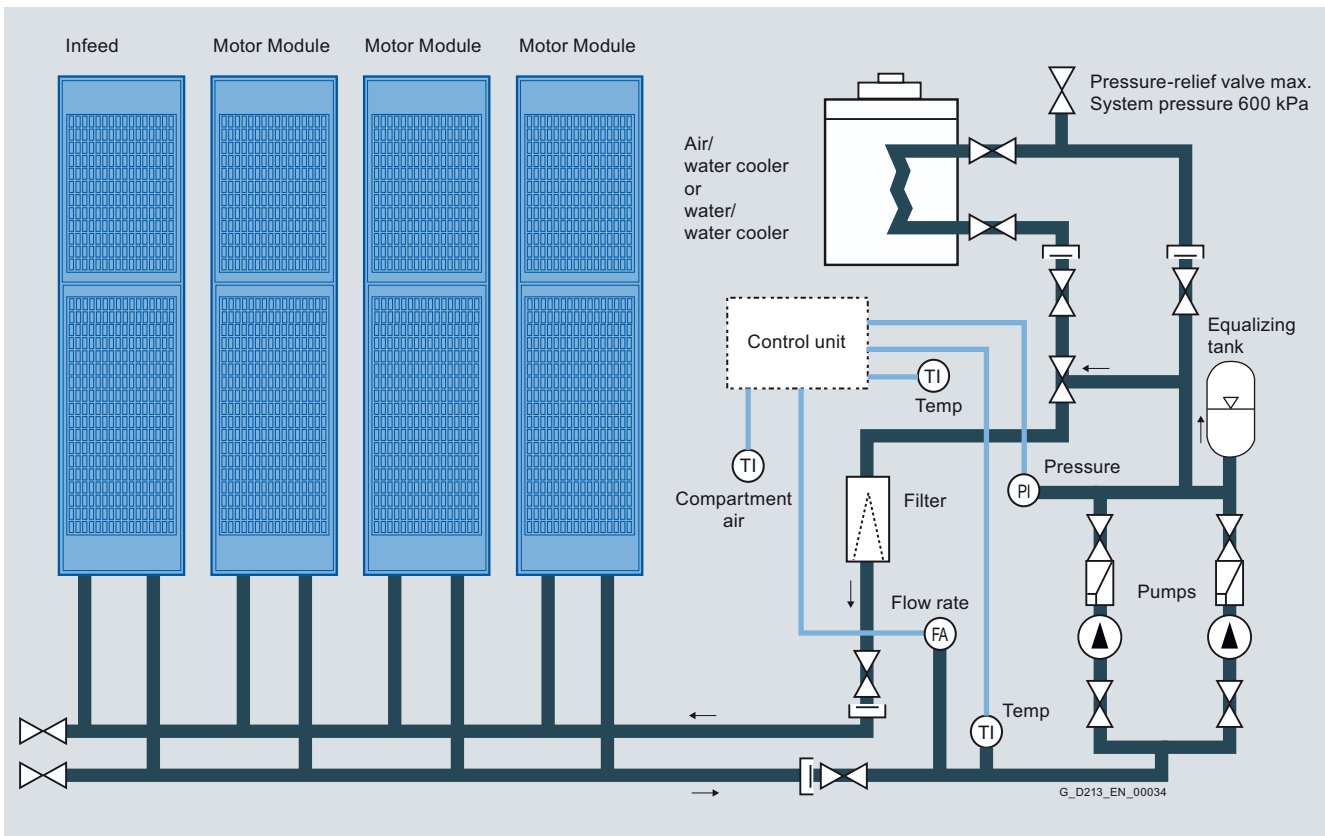 Infeed
Motor Module
Motor Module
Motor Module
Pressure-relief valve max.
System pressure 600 kPa
Air/
water cooler
or
water/
water cooler
Equalizing
tank
Control unit
TI
Temp
TI
Compartment
air
Pressure
PI
Filter
Flow rate
FA
Pumps
Temp
TI
G_D213_EN_00034